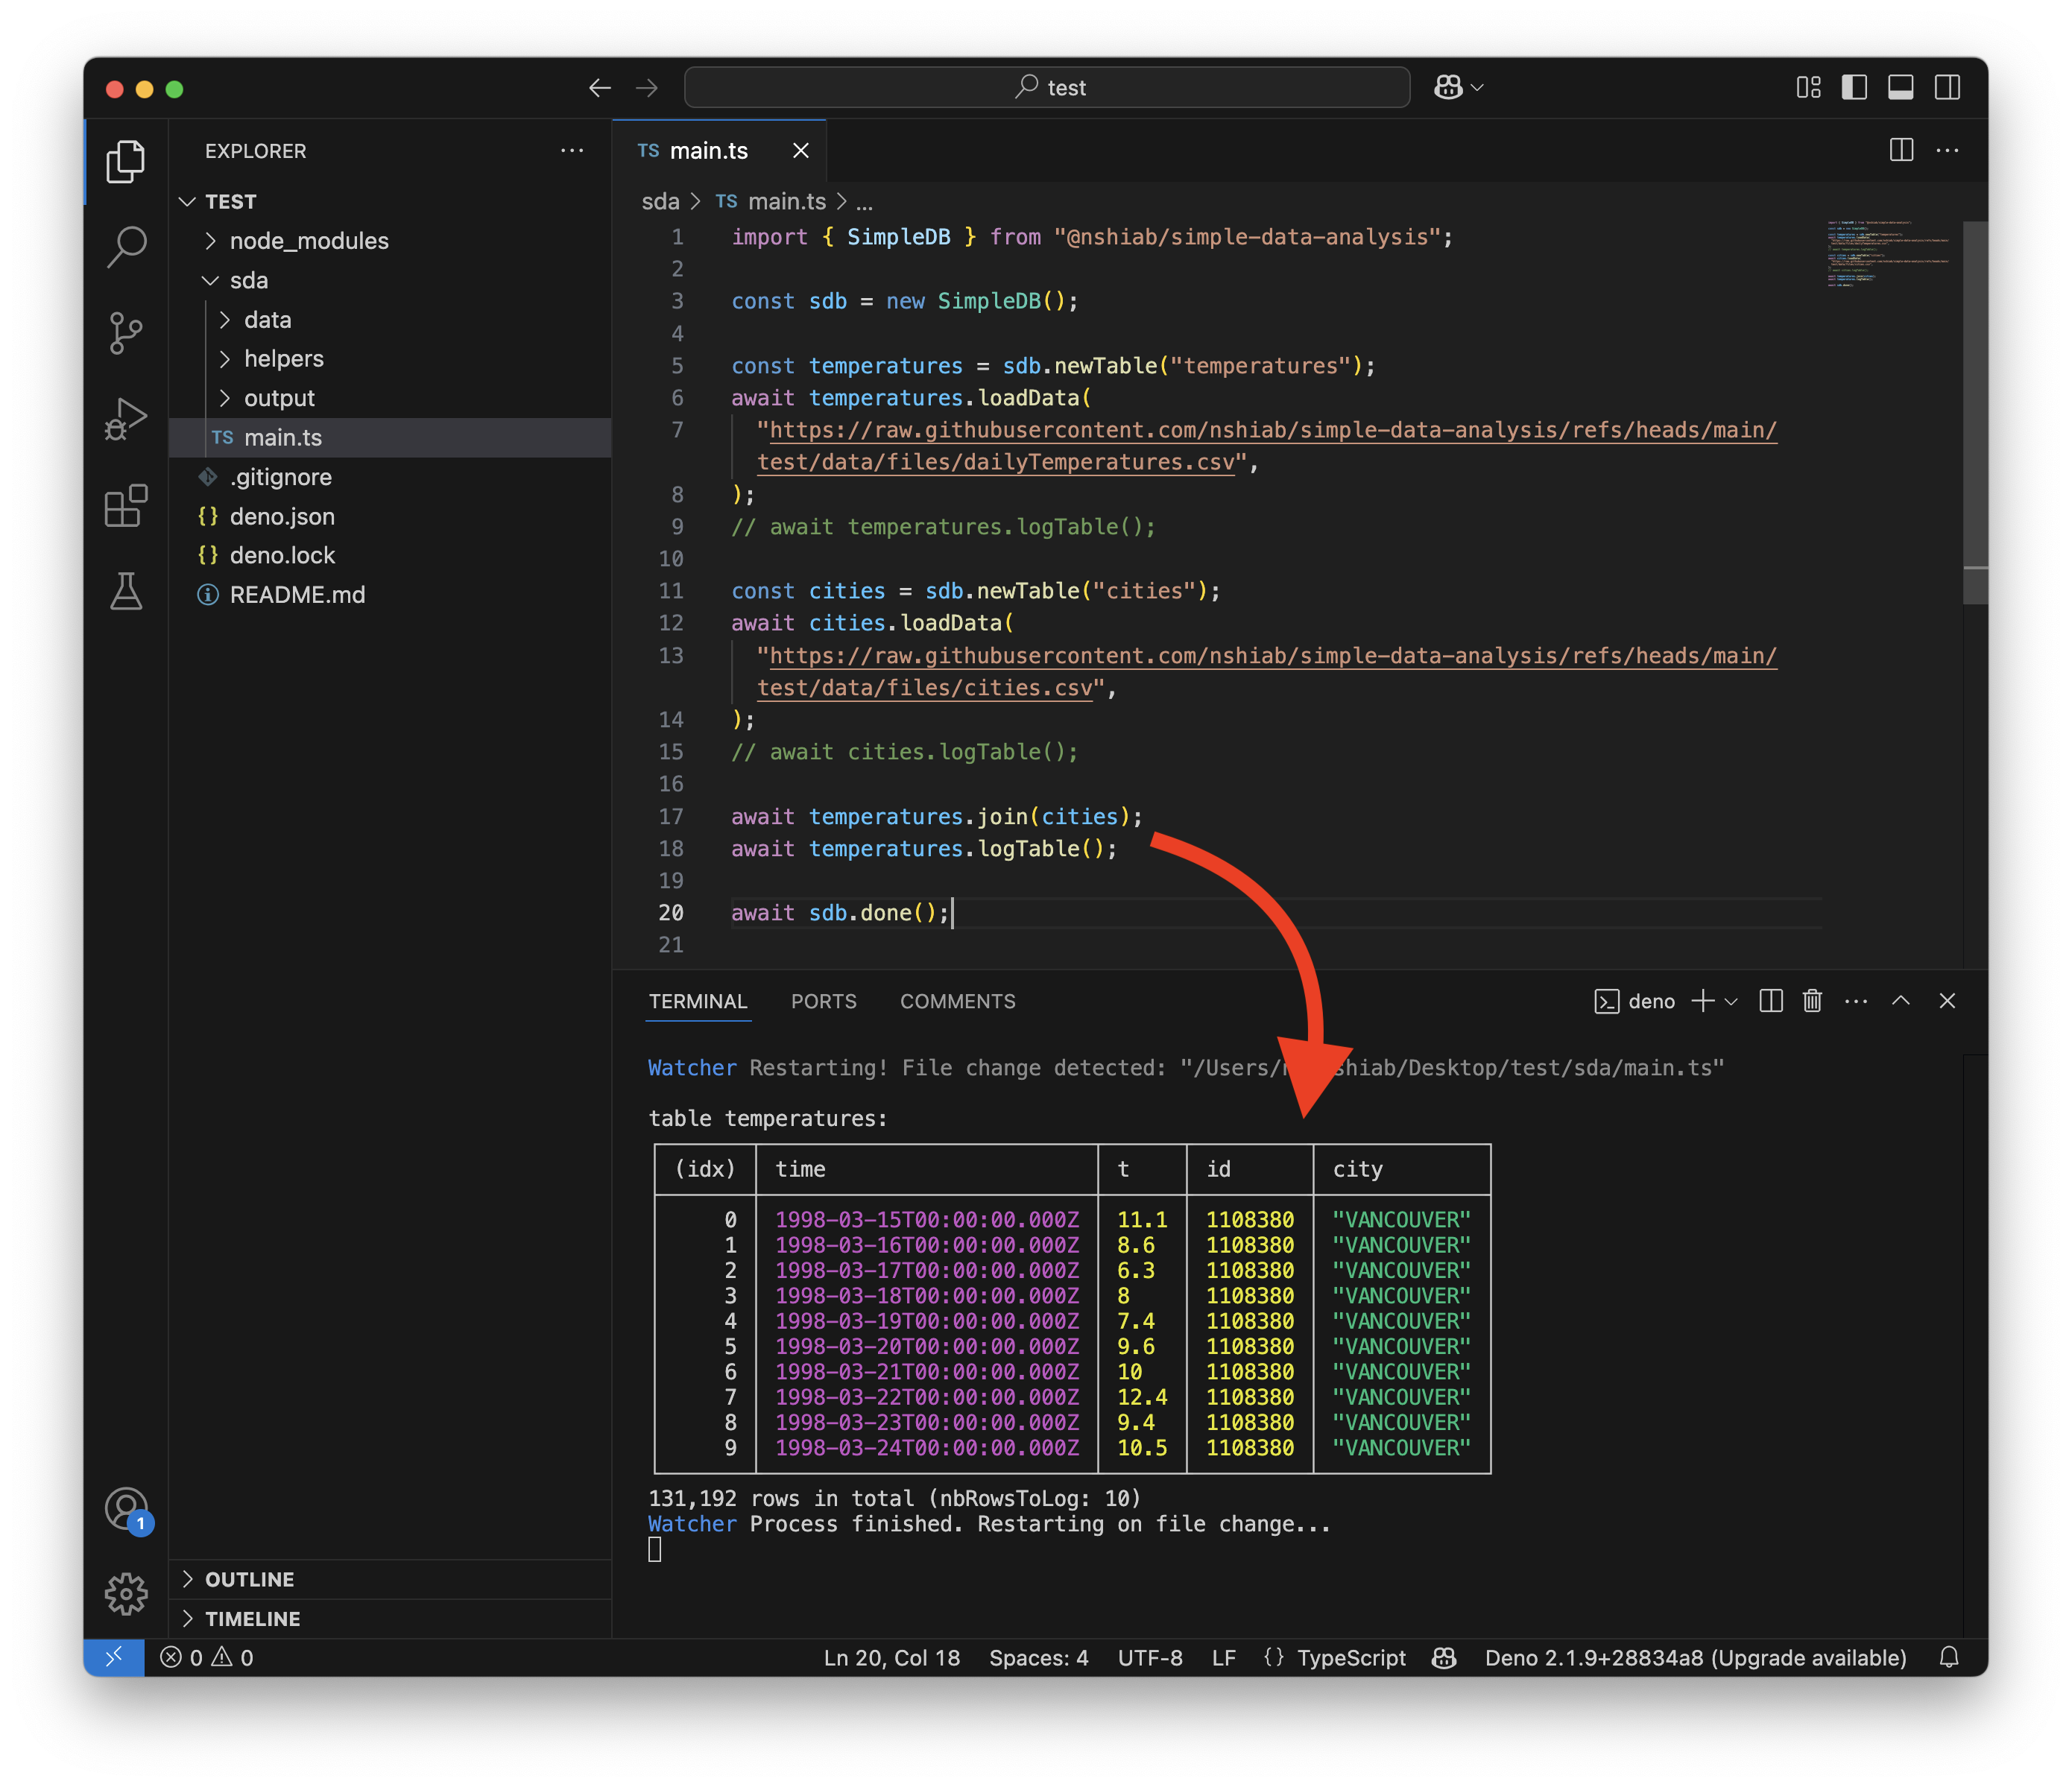 test
EXPLORER
TEST
node_modules
sda
data
helpers
output
TS main.ts
.gitignore
{} deno.json
{} deno.lock
README.md
OUTLINE
TIMELINE
1
TS main.ts
sda > TS main.ts > ...
1 import { SimpleDB } from "@nshiab/simple-data-analysis";
2
3 const sdb = new SimpleDB();
4
5 const temperatures = sdb.newTable("temperatures");
6 await temperatures.loadData(
7 "https://raw.githubusercontent.com/nshiab/simple-data-analysis/refs/heads/main/
test/data/files/dailyTemperatures.csv",
8 );
9 // await temperatures.logTable();
10
11 const cities = sdb.newTable("cities");
12 await cities.loadData(
13 "https://raw.githubusercontent.com/nshiab/simple-data-analysis/refs/heads/main/
test/data/files/cities.csv",
14 );
15 // await cities.logTable();
16
17 await temperatures.join(cities);
18 await temperatures.logTable();
19
20 await sdb.done();
21
TERMINAL PORTS COMMENTS deno
Watcher Restarting! File change detected: "/Users/ shiab/Desktop/test/sda/main.ts"
table temperatures:
(idx) time t id city
0 1998-03-15T00:00:00.000Z 11.1 1108380 "VANCOUVER"
1 1998-03-16T00:00:00.000Z 8.6 1108380 "VANCOUVER"
2 1998-03-17T00:00:00.000Z 6.3 1108380 "VANCOUVER"
3 1998-03-18T00:00:00.000Z 8 1108380 "VANCOUVER"
4 1998-03-19T00:00:00.000Z 7.4 1108380 "VANCOUVER"
5 1998-03-20T00:00:00.000Z 9.6 1108380 "VANCOUVER"
6 1998-03-21T00:00:00.000Z 10 1108380 "VANCOUVER"
7 1998-03-22T00:00:00.000Z 12.4 1108380 "VANCOUVER"
8 1998-03-23T00:00:00.000Z 9.4 1108380 "VANCOUVER"
9 1998-03-24T00:00:00.000Z 10.5 1108380 "VANCOUVER"
131,192 rows in total (nbRowsToLog: 10)
Watcher Process finished. Restarting on file change...
0 0 Ln 20, Col 18 Spaces: 4 UTF-8 LF {} TypeScript Deno 2.1.9+28834a8 (Upgrade available)